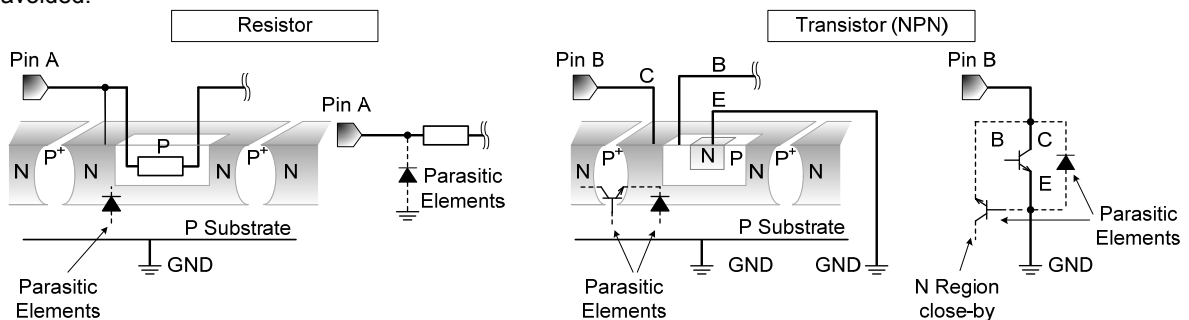 avoided.
Resistor
Transistor (NPN)
Pin A
Pin A
N
P+
N
P
N
P+
N
Parasitic
Elements
P Substrate
GND
Parasitic
Elements
Pin B
C
B
E
N
P+
N
N
P
N
P+
N
P Substrate
GND
GND
Parasitic
Elements
Pin B
B
C
E
Parasitic
Elements
GND
N Region
close-by